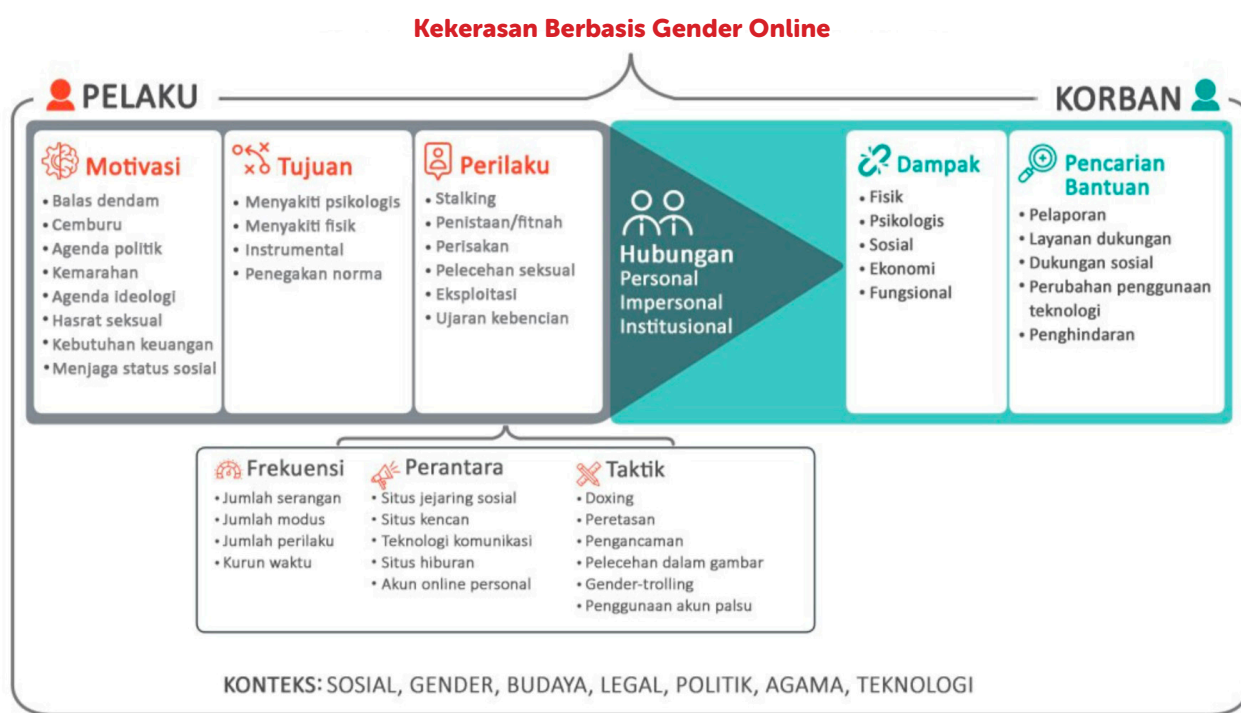 Kekerasan Berbasis Gender Online
PELAKU
KORBAN
Motivasi
• Balas dendam
• Cemburu
• Agenda politik
• Kemarahan
• Agenda ideologi
• Hasrat seksual
• Kebutuhan keuangan
• Menjaga status sosial
Tujuan
• Menyakiti psikologis
• Menyakiti fisik
• Instrumental
• Penegakan norma
Perilaku
• Stalking
• Penistaan/fitnah
• Perisakan
• Pelecehan seksual
• Eksploitasi
• Ujaran kebencian
Hubungan
Personal
Impersonal
Institusional
Dampak
• Fisik
• Psikologis
• Sosial
• Ekonomi
• Fungsional
Pencarian
Bantuan
• Pelaporan
• Layanan dukungan
• Dukungan sosial
• Perubahan penggunaan
teknologi
• Penghindaran
Frekuensi
• Jumlah serangan
• Jumlah modus
• Jumlah perilaku
• Kurun waktu
Perantara
• Situs jejaring sosial
• Situs kencan
• Teknologi komunikasi
• Situs hiburan
• Akun online personal
Taktik
• Doxing
• Peretasan
• Pengancaman
• Pelecehan dalam gambar
• Gender-trolling
• Penggunaan akun palsu
KONTEKS: SOSIAL, GENDER, BUDAYA, LEGAL, POLITIK, AGAMA, TEKNOLOGI